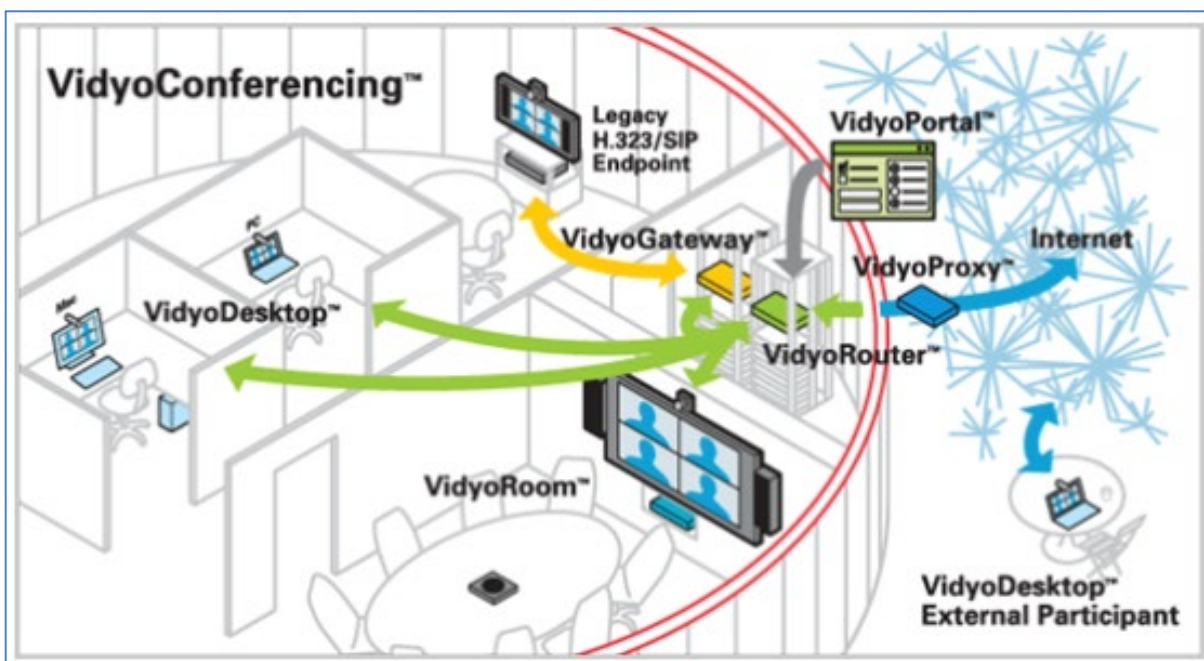 VidyoConferencing™
Legacy
H.323/SIP
Endpoint
VidyoPortal™
VidyoGateway™
Internet
VidyoProxy™
PC
Mac
VidyoDesktop™
VidyoRouter™
VidyoRoom™
VidyoDesktop™
External Participant